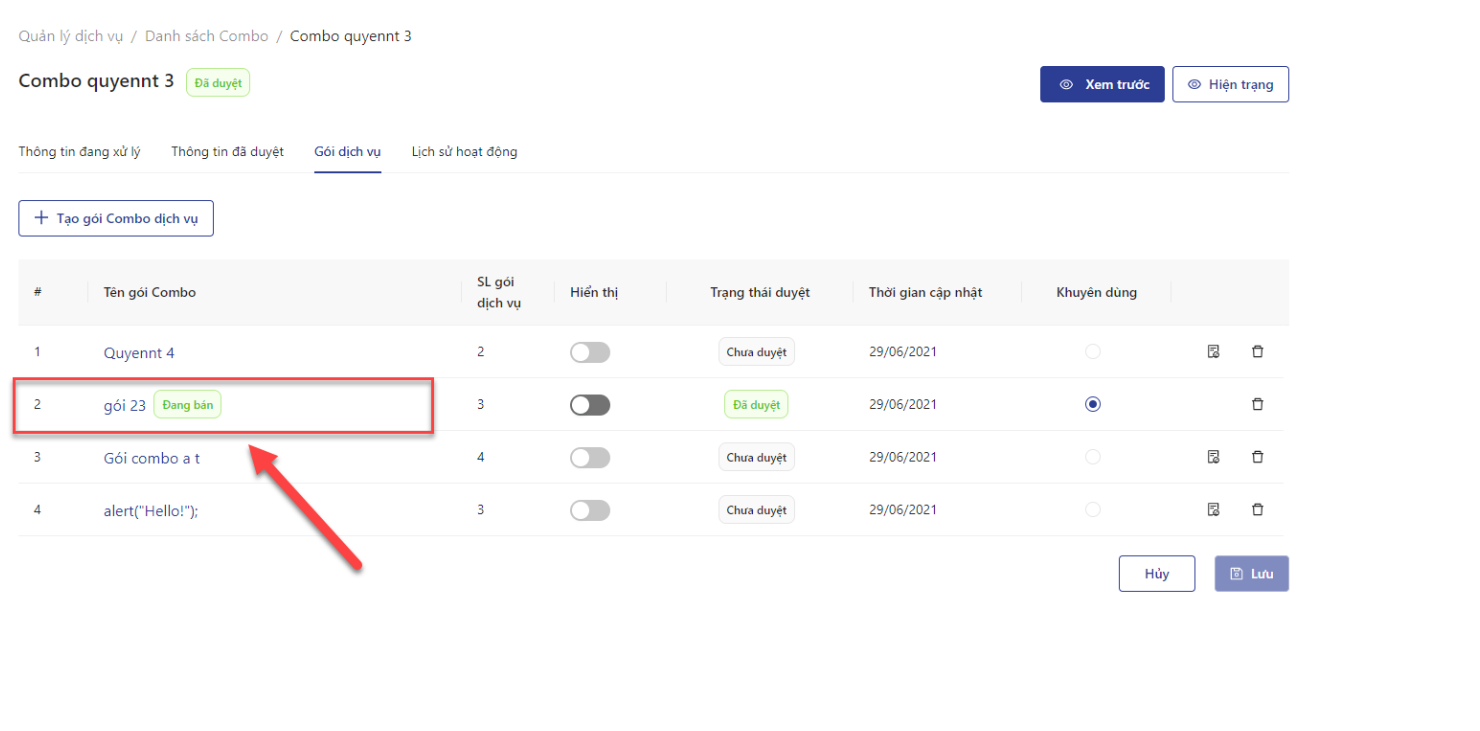 Quản lý dịch vụ / Danh sách Combo / Combo quyennt 3
Combo quyennt 3 Đã duyệt
Xem trước Hiện trạng
Thông tin đang xử lý Thông tin đã duyệt Gói dịch vụ Lịch sử hoạt động
+ Tạo gói Combo dịch vụ
# Tên gói Combo SL gói dịch vụ Hiển thị Trạng thái duyệt Thời gian cập nhật Khuyên dùng
1 Quyennt 4 2 Chưa duyệt 29/06/2021
2 gói 23 Đang bán 3 Đã duyệt 29/06/2021
3 Gói combo a t 4 Chưa duyệt 29/06/2021
4 alert("Hello!"); 3 Chưa duyệt 29/06/2021
Hủy Lưu